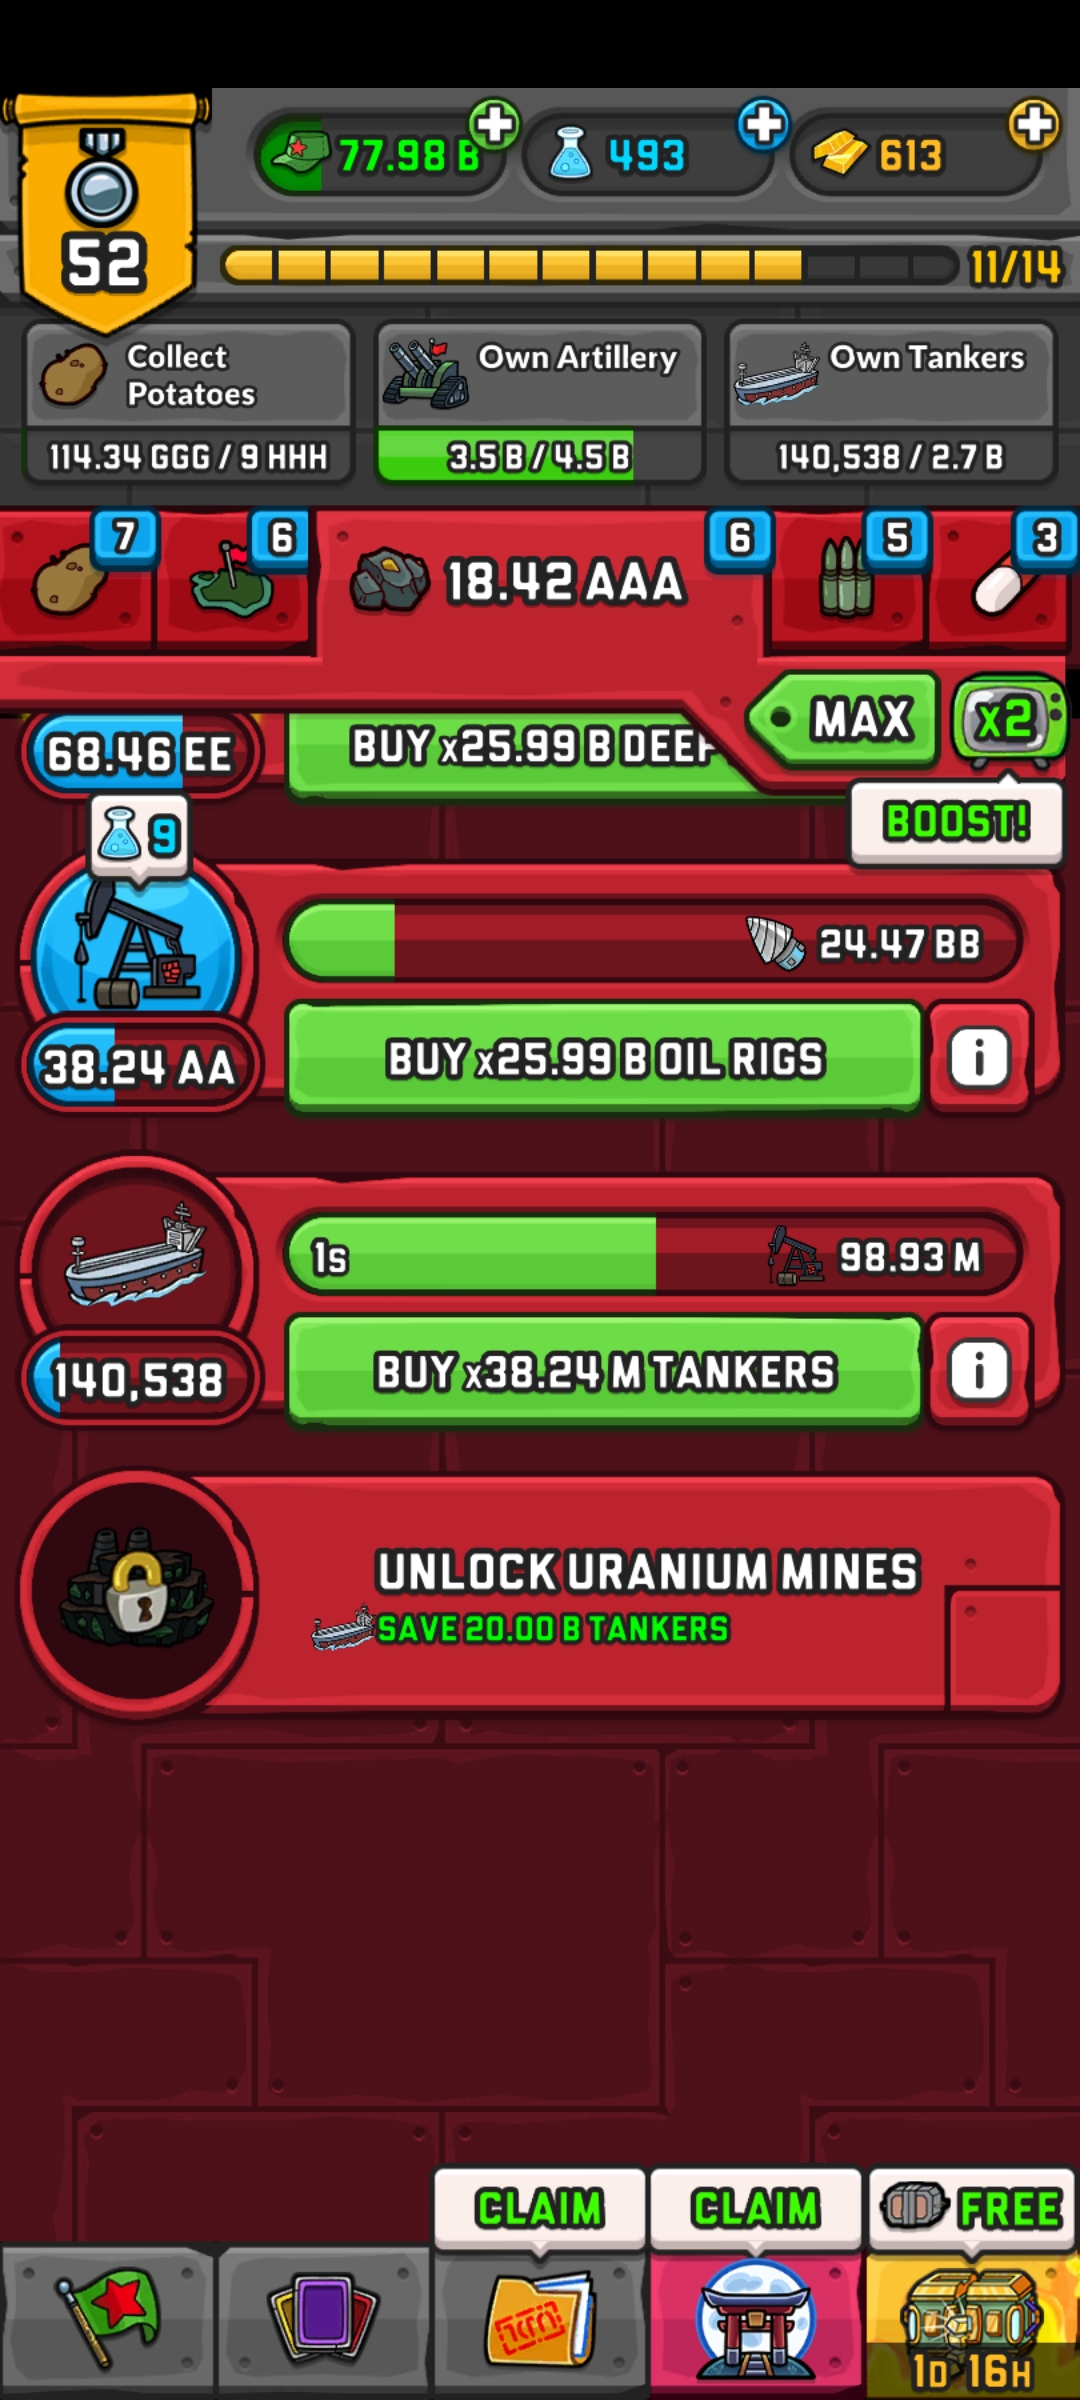 77.98 B
493
613
52
11/14
Collect
Potatoes
Own Artillery
Own Tankers
114.34 GGG / 9 HHH
3.5 B / 4.5 B
140,538 / 2.7 B
7
6
18.42 AAA
6
5
3
MAX
x2
68.46 EE
BUY x25.99 B DEEP
BOOST!
9
24.47 BB
38.24 AA
BUY x25.99 B OIL RIGS
i
1s
98.93 M
140,538
BUY x38.24 M TANKERS
i
UNLOCK URANIUM MINES
SAVE 20.00 B TANKERS
CLAIM
CLAIM
FREE
1D 16H